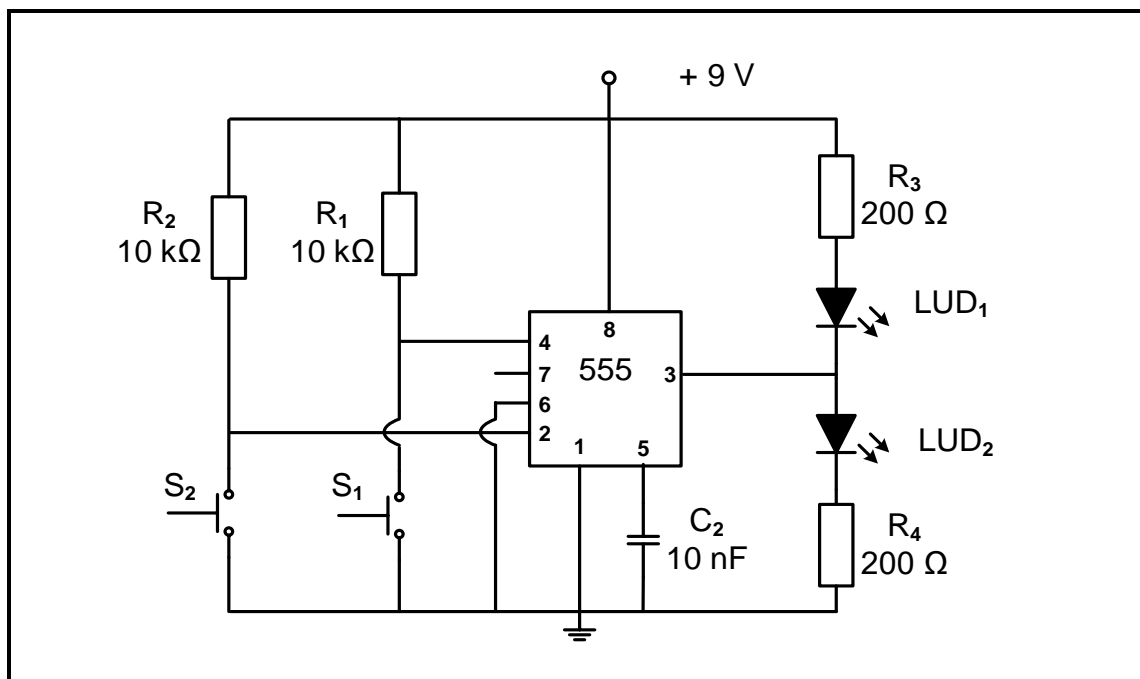 + 9 V
R₂
10 kΩ
R₁
10 kΩ
R₃
200 Ω
LUD₁
8
4
555
7
3
6
2
1
5
LUD₂
S₂
S₁
C₂
10 nF
R₄
200 Ω